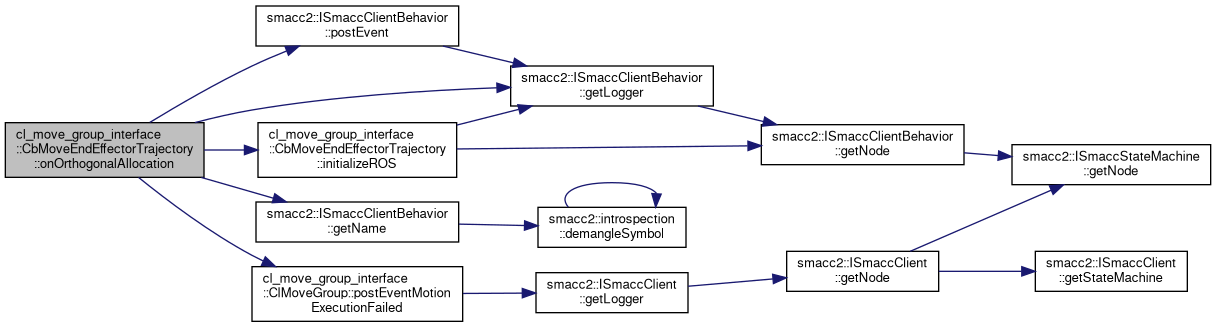 cl_move_group_interface
::CbMoveEndEffectorTrajectory
::onOrthogonalAllocation
smacc2::ISmaccClientBehavior
::postEvent
smacc2::ISmaccClientBehavior
::getLogger
cl_move_group_interface
::CbMoveEndEffectorTrajectory
::initializeROS
smacc2::ISmaccClientBehavior
::getNode
smacc2::ISmaccStateMachine
::getNode
smacc2::ISmaccClientBehavior
::getName
smacc2::introspection
::demangleSymbol
cl_move_group_interface
::ClMoveGroup::postEventMotion
ExecutionFailed
smacc2::ISmaccClient
::getLogger
smacc2::ISmaccClient
::getNode
smacc2::ISmaccClient
::getStateMachine